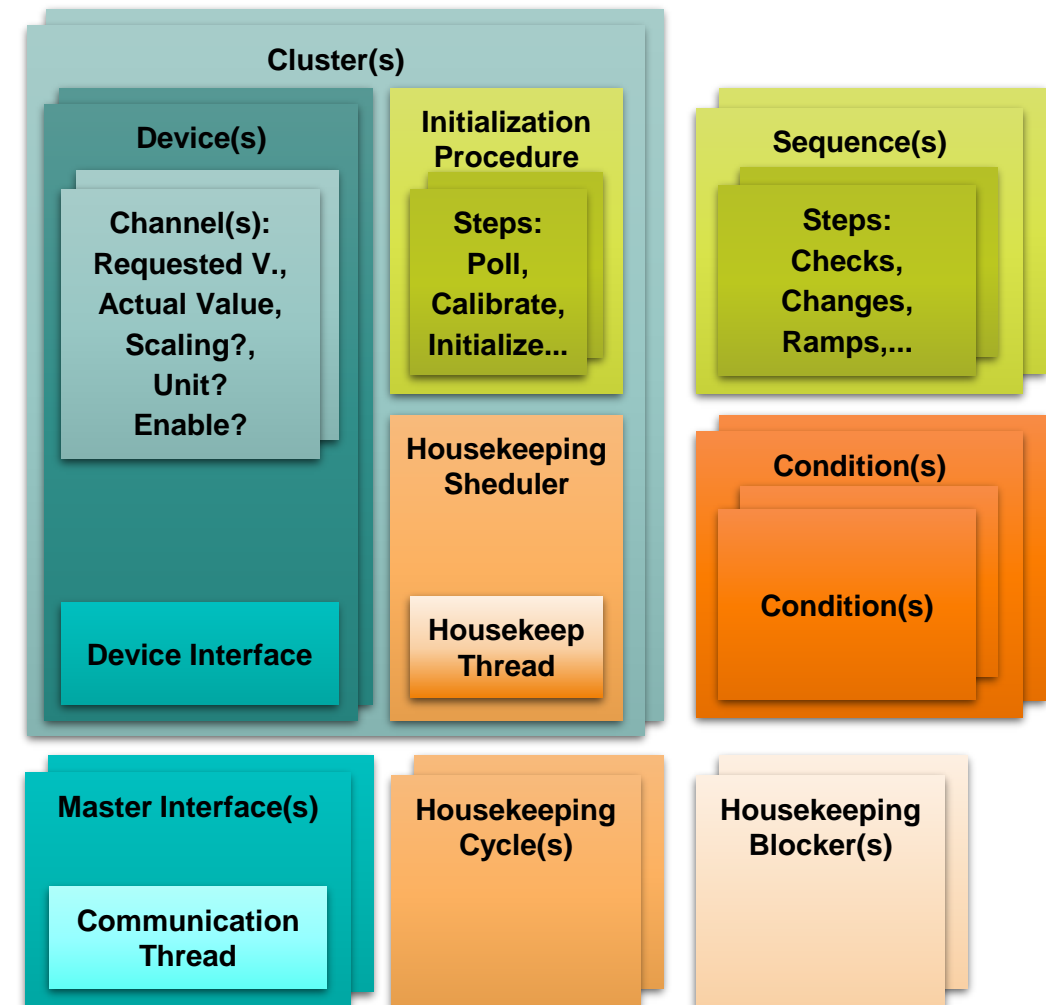 Cluster(s)
Device(s)
Channel(s):
Requested V.,
Actual Value,
Scaling?,
Unit?
Enable?
Device Interface
Initialization
Procedure
Steps:
Poll,
Calibrate,
Initialize...
Housekeeping
Sheduler
Housekeep
Thread
Sequence(s)
Steps:
Checks,
Changes,
Ramps,...
Condition(s)
Condition(s)
Master Interface(s)
Communication
Thread
Housekeeping
Cycle(s)
Housekeeping
Blocker(s)